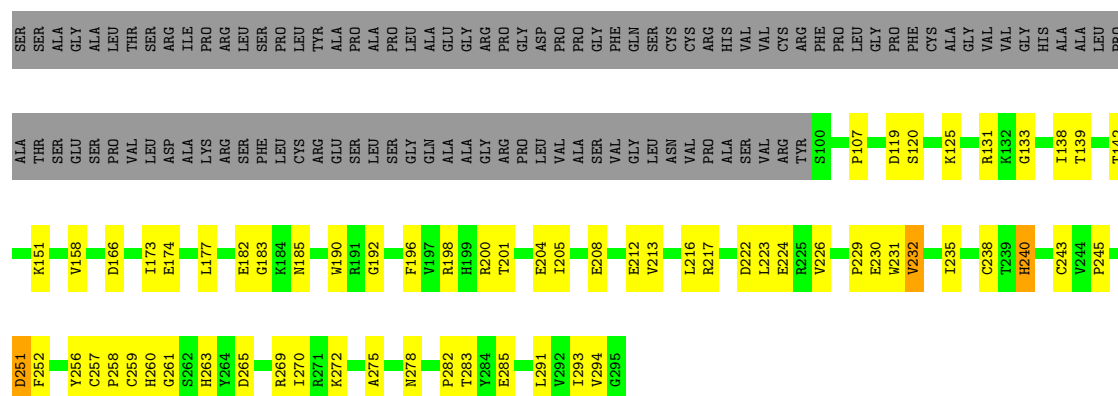 SER SER ALA GLY ALA LEU THR SER ARG ILE PRO ARG LEU SER PRO LEU TYR ALA PRO ALA PRO LEU ALA GLU GLY ARG PRO GLY ASP PRO PRO GLY PHE GLN SER CYS CYS ARG HIS VAL VAL CYS ARG PHE PRO LEU GLY PRO PHE CYS ALA GLY VAL VAL GLY HIS ALA ALA LEU PRO
ALA THR SER GLU SER PRO VAL LEU ASP ALA LYS ARG SER PHE LEU CYS ARG GLU SER LEU SER GLY GLN ALA ALA GLY ARG PRO LEU VAL ALA SER VAL GLY LEU ASN VAL PRO ALA SER VAL ARG TYR S100 P107 D119 S120 K125 R131 K132 G133 I138 T139 T142
K151 V158 D166 I173 E174 L177 E182 G183 K184 N185 W190 R191 G192 F196 V197 R198 H199 R200 T201 E204 I205 E208 E212 V213 L216 R217 D222 L223 E224 R225 V226 P229 E230 W231 V232 I235 C238 T239 H240 C243 V244 P245
D251 F252 Y256 C257 P258 C259 H260 G261 S262 H263 Y264 D265 R269 I270 R271 K272 A275 N278 P282 T283 Y284 E285 L291 V292 I293 V294 G295